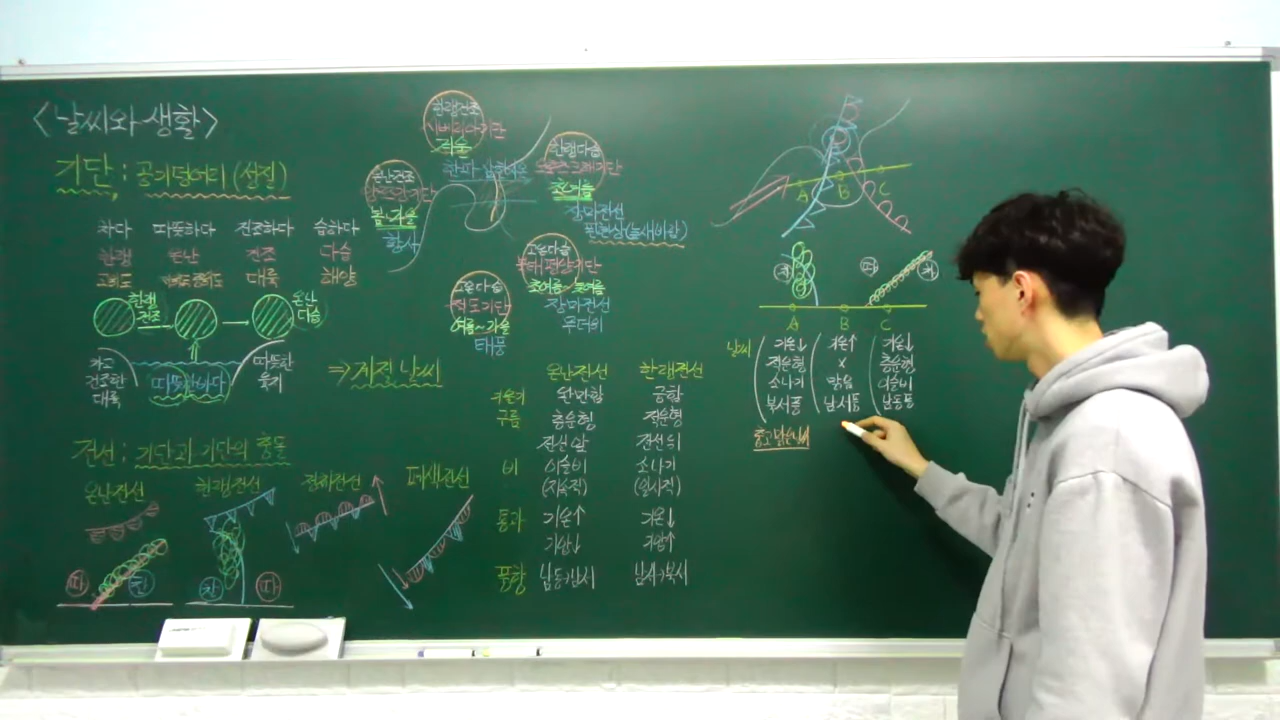 <날씨와 생활>
기단 : 공기덩어리 (성질)
차다 따뜻하다 건조하다 습하다
한랭 온난 건조 다습
고위도 대륙 해양
한랭 건조
온난 다습
차고 건조한 대륙
따뜻한 바다
따뜻한 육지
전선 : 기단과 기단의 충돌
온난전선 한랭전선 정체전선 폐색전선
따 찬
찬 따
한랭건조
시베리아기단
겨울
한파
온난건조
양쯔강기단
봄·가을
황사
한랭다습
오호츠크해기단
초여름
장마전선
고온다습
북태평양기단
초여름~한여름
장마전선
무더위
고온다습
적도기단
여름~가을
태풍
⇒ 계절 날씨
온난전선 한랭전선
기울기 완만함 급함
구름 층운형 적운형
전선 앞 전선 뒤
비 이슬비 소나기
(지속적) (일시적)
통과 기온↑ 기온↓
기압↓ 기압↑
풍향 남동→남서 남서→북서
A B C
찬 따 찬
A B C
날씨 기온↓ 기온↑ 기온↓
적운형 x 층운형
소나기 맑음 이슬비
북서풍 남서풍 남동풍